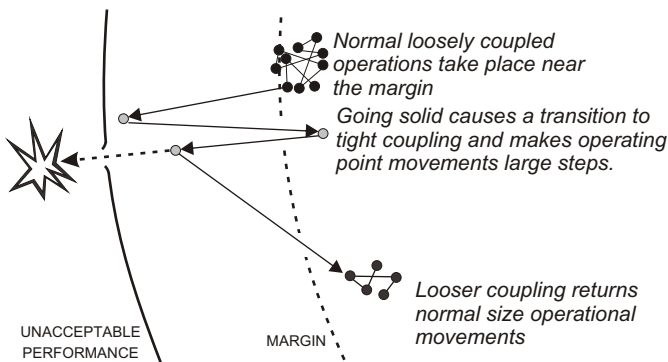 Normal loosely coupled
operations take place near
the margin
Going solid causes a transition to
tight coupling and makes operating
point movements large steps.
Looser coupling returns
normal size operational
movements
UNACCEPTABLE
PERFORMANCE
MARGIN